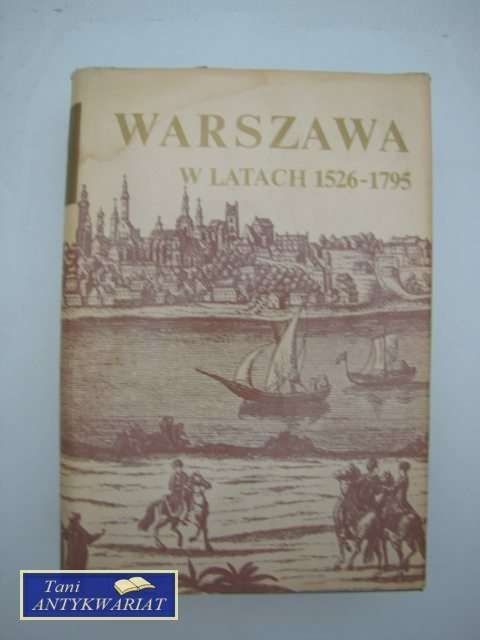 WARSZAWA
W LATACH 1526-1795
Tani
ANTYKWARIAT